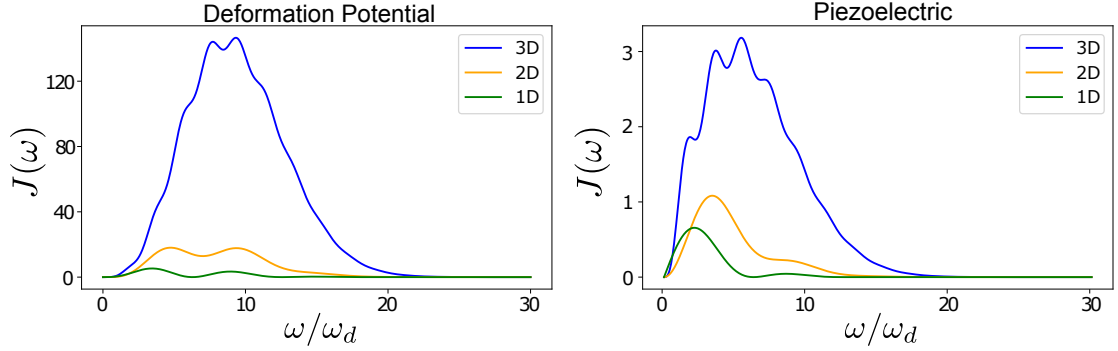 Deformation Potential
120
80
40
0
J(ω)
0 10 20 30
ω/ω_d
3D
2D
1D
Piezoelectric
3
2
1
0
J(ω)
0 10 20 30
ω/ω_d
3D
2D
1D